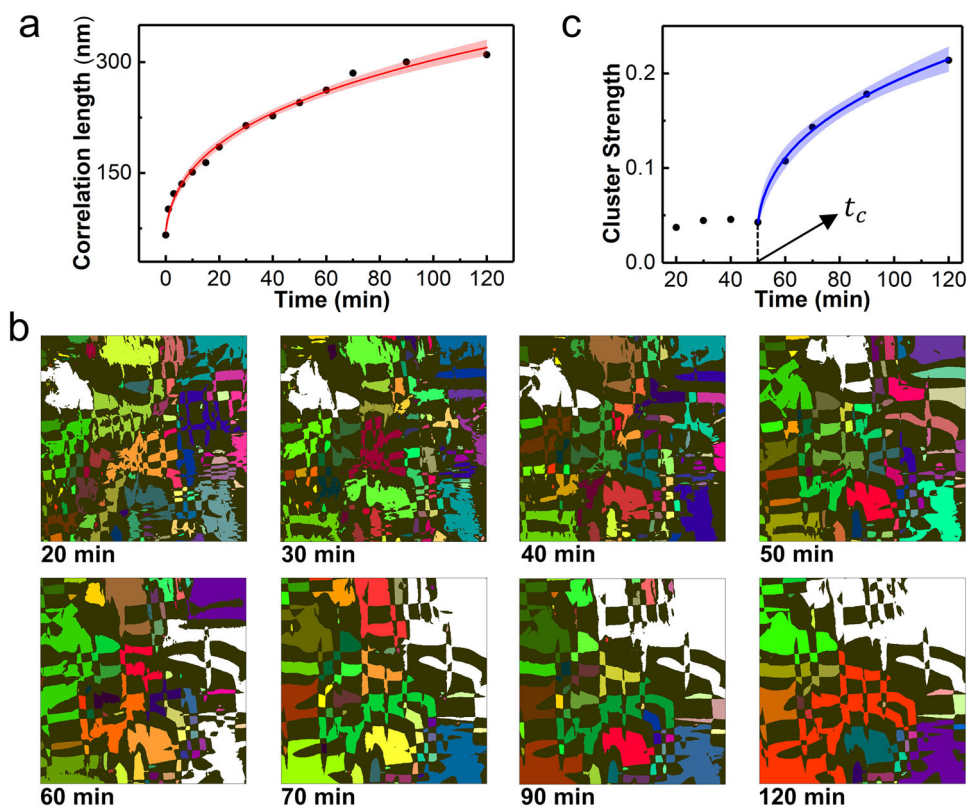 a
Correlation length (nm)
300
150
0 20 40 60 80 100 120
Time (min)
c
Cluster Strength
0.2
0.1
0.0
t_c
20 40 60 80 100 120
Time (min)
b
20 min 30 min 40 min 50 min
60 min 70 min 90 min 120 min